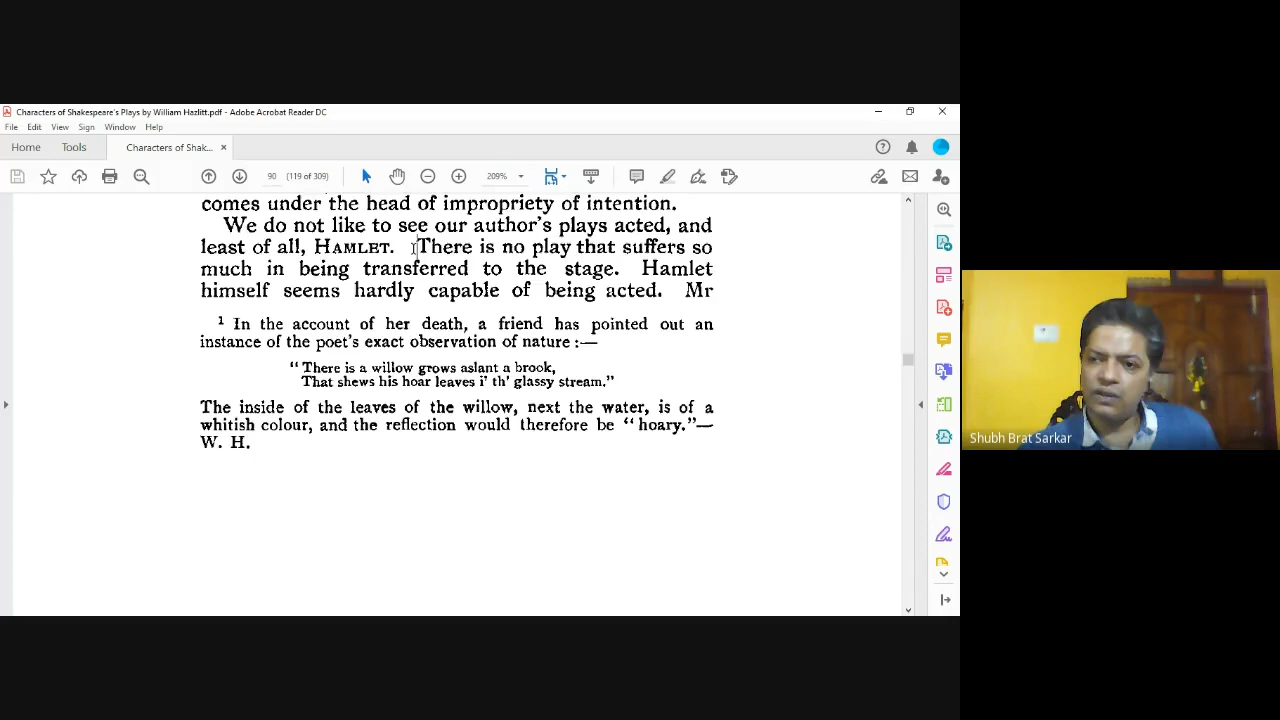 Characters of Shakespeare's Plays by William Hazlitt.pdf - Adobe Acrobat Reader DC
File Edit View Sign Window Help
Home Tools Characters of Shak... ×
90 (119 of 309) 209%
comes under the head of impropriety of intention.
We do not like to see our author's plays acted, and
least of all, HAMLET. There is no play that suffers so
much in being transferred to the stage. Hamlet
himself seems hardly capable of being acted. Mr
1 In the account of her death, a friend has pointed out an
instance of the poet's exact observation of nature :—
“ There is a willow grows aslant a brook,
That shews his hoar leaves i' th' glassy stream.”
The inside of the leaves of the willow, next the water, is of a
whitish colour, and the reflection would therefore be “ hoary.”—
W. H.
Shubh Brat Sarkar